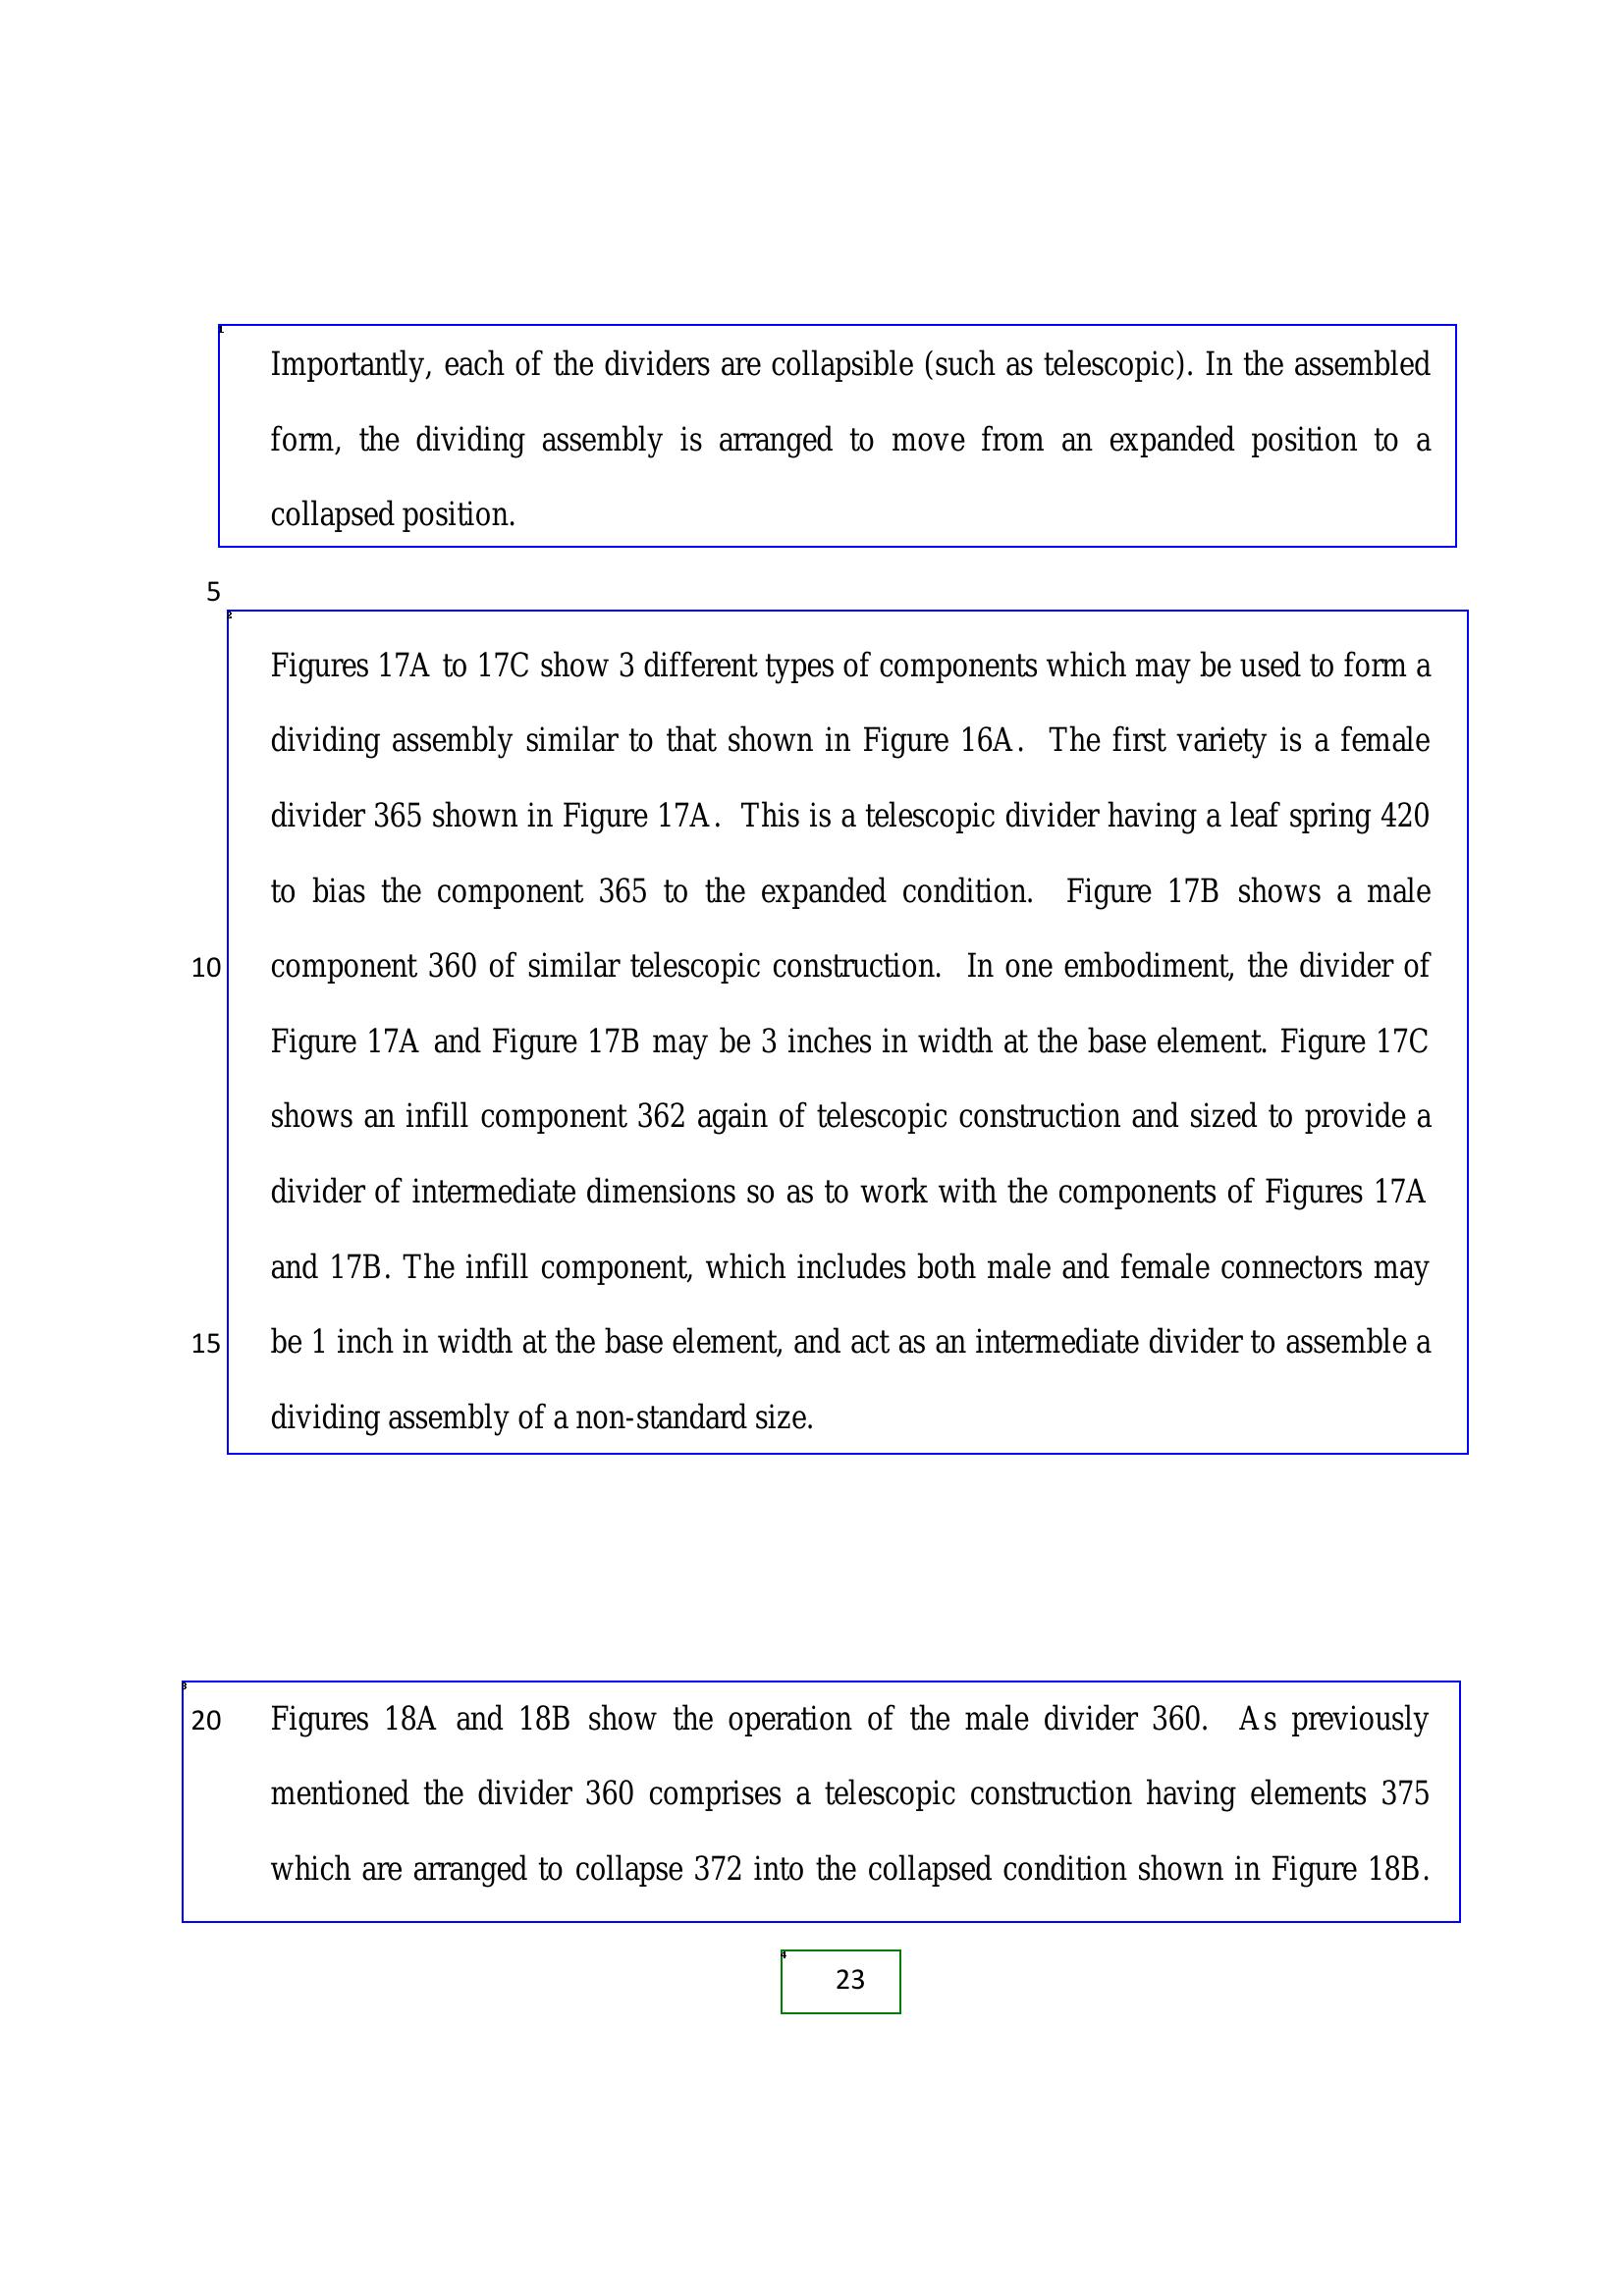 1
Importantly, each of the dividers are collapsible (such as telescopic). In the assembled
form, the dividing assembly is arranged to move from an expanded position to a
collapsed position.
5
2
Figures 17A to 17C show 3 different types of components which may be used to form a
dividing assembly similar to that shown in Figure 16A. The first variety is a female
divider 365 shown in Figure 17A. This is a telescopic divider having a leaf spring 420
to bias the component 365 to the expanded condition. Figure 17B shows a male
10 component 360 of similar telescopic construction. In one embodiment, the divider of
Figure 17A and Figure 17B may be 3 inches in width at the base element. Figure 17C
shows an infill component 362 again of telescopic construction and sized to provide a
divider of intermediate dimensions so as to work with the components of Figures 17A
and 17B. The infill component, which includes both male and female connectors may
15 be 1 inch in width at the base element, and act as an intermediate divider to assemble a
dividing assembly of a non-standard size.
3
20 Figures 18A and 18B show the operation of the male divider 360. As previously
mentioned the divider 360 comprises a telescopic construction having elements 375
which are arranged to collapse 372 into the collapsed condition shown in Figure 18B.
4
23